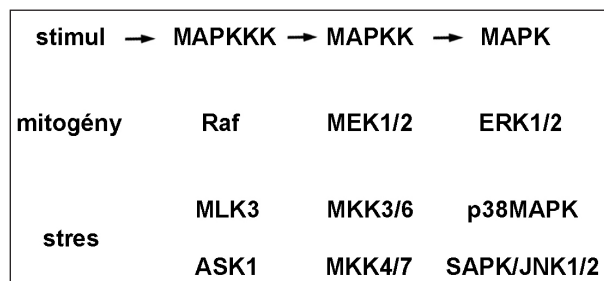 stimul → MAPKKK → MAPKK → MAPK
mitogény Raf MEK1/2 ERK1/2
MLK3 MKK3/6 p38MAPK
stres
ASK1 MKK4/7 SAPK/JNK1/2